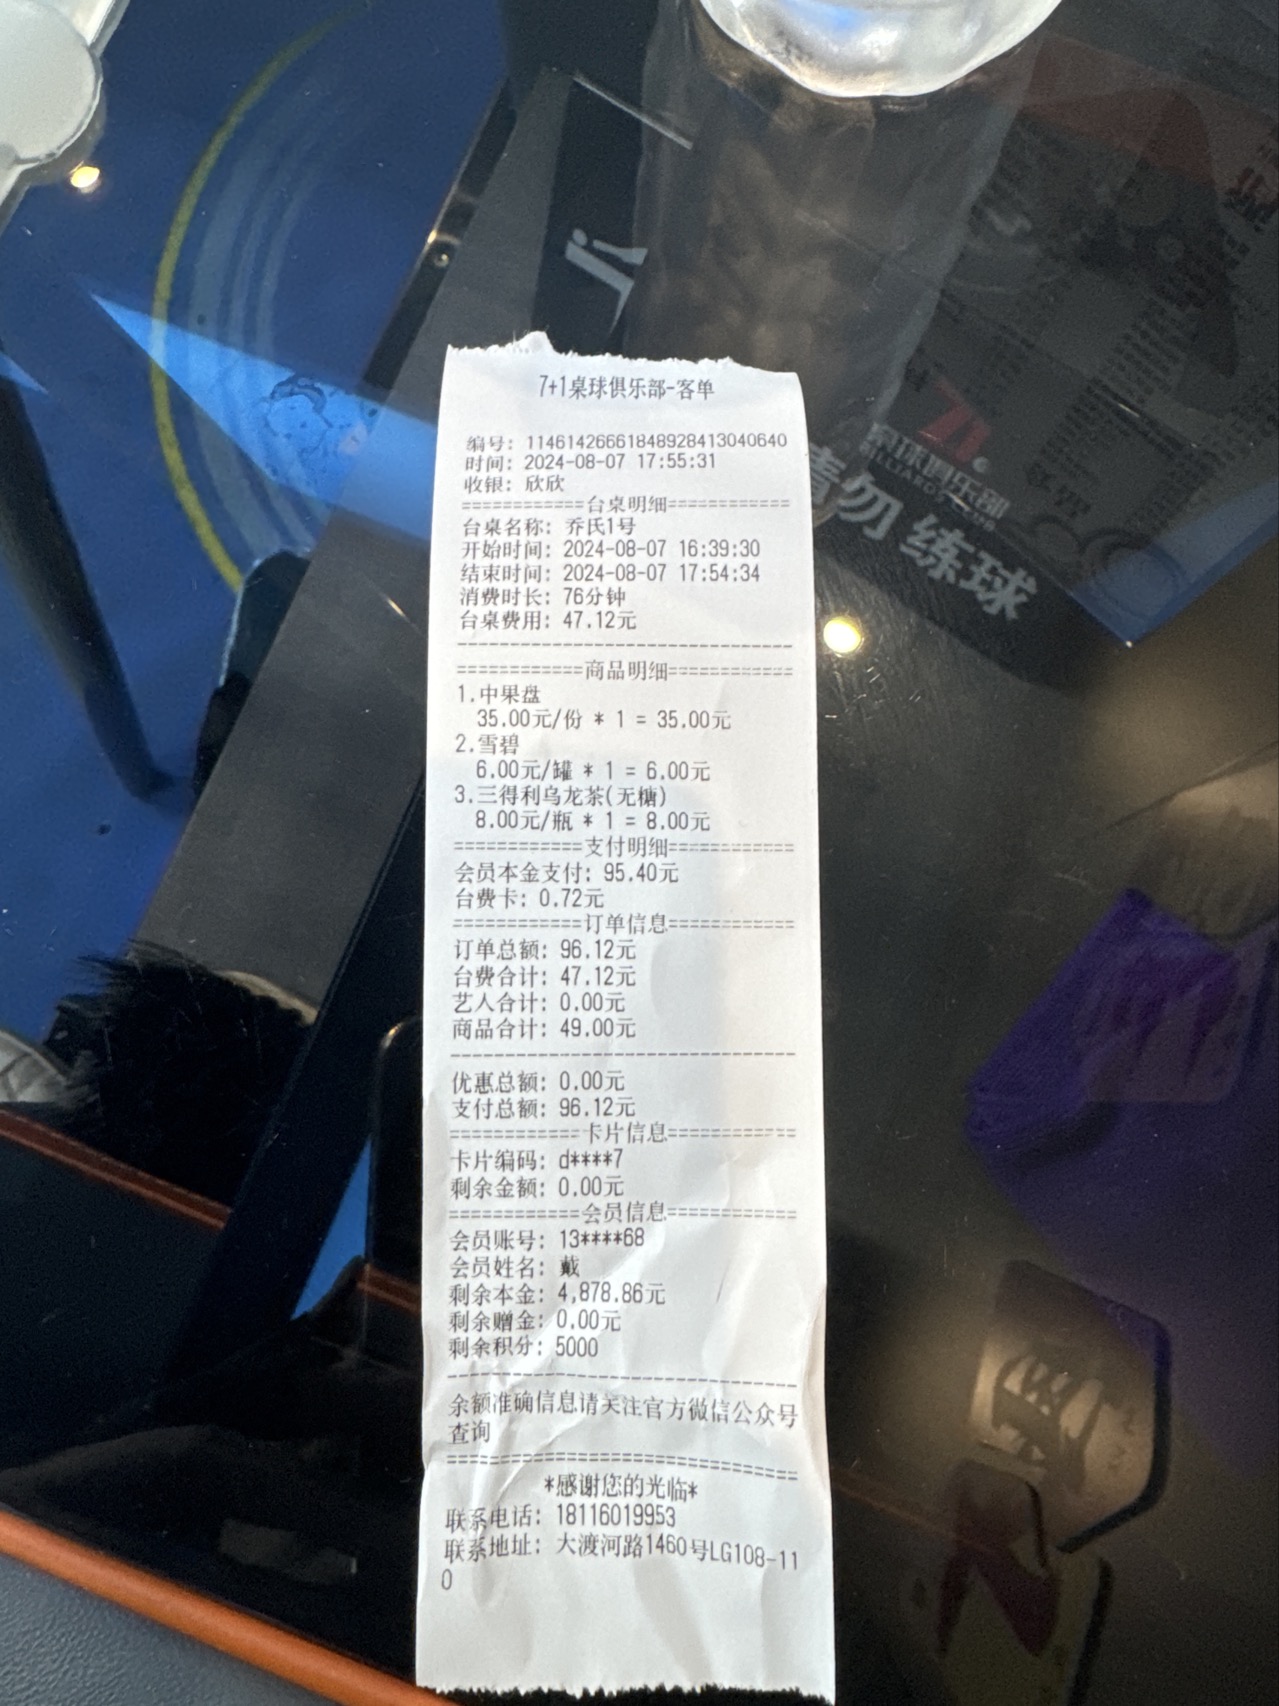 7+1桌球俱乐部-客单
编号: 11461426661848928413040640
时间: 2024-08-07 17:55:31
收银: 欣欣
============台桌明细============
台桌名称: 乔氏1号
开始时间: 2024-08-07 16:39:30
结束时间: 2024-08-07 17:54:34
消费时长: 76分钟
台桌费用: 47.12元
--------------------------------
============商品明细============
1.中果盘
35.00元/份 * 1 = 35.00元
2.雪碧
6.00元/罐 * 1 = 6.00元
3.三得利乌龙茶(无糖)
8.00元/瓶 * 1 = 8.00元
============支付明细============
会员本金支付: 95.40元
台费卡: 0.72元
============订单信息============
订单总额: 96.12元
台费合计: 47.12元
艺人合计: 0.00元
商品合计: 49.00元
--------------------------------
优惠总额: 0.00元
支付总额: 96.12元
============卡片信息============
卡片编码: d****7
剩余金额: 0.00元
============会员信息============
会员账号: 13****68
会员姓名: 戴
剩余本金: 4,878.86元
剩余赠金: 0.00元
剩余积分: 5000
--------------------------------
余额准确信息请关注官方微信公众号
查询
================================
*感谢您的光临*
联系电话: 18116019953
联系地址: 大渡河路1460号LG108-11
0
请勿 练球